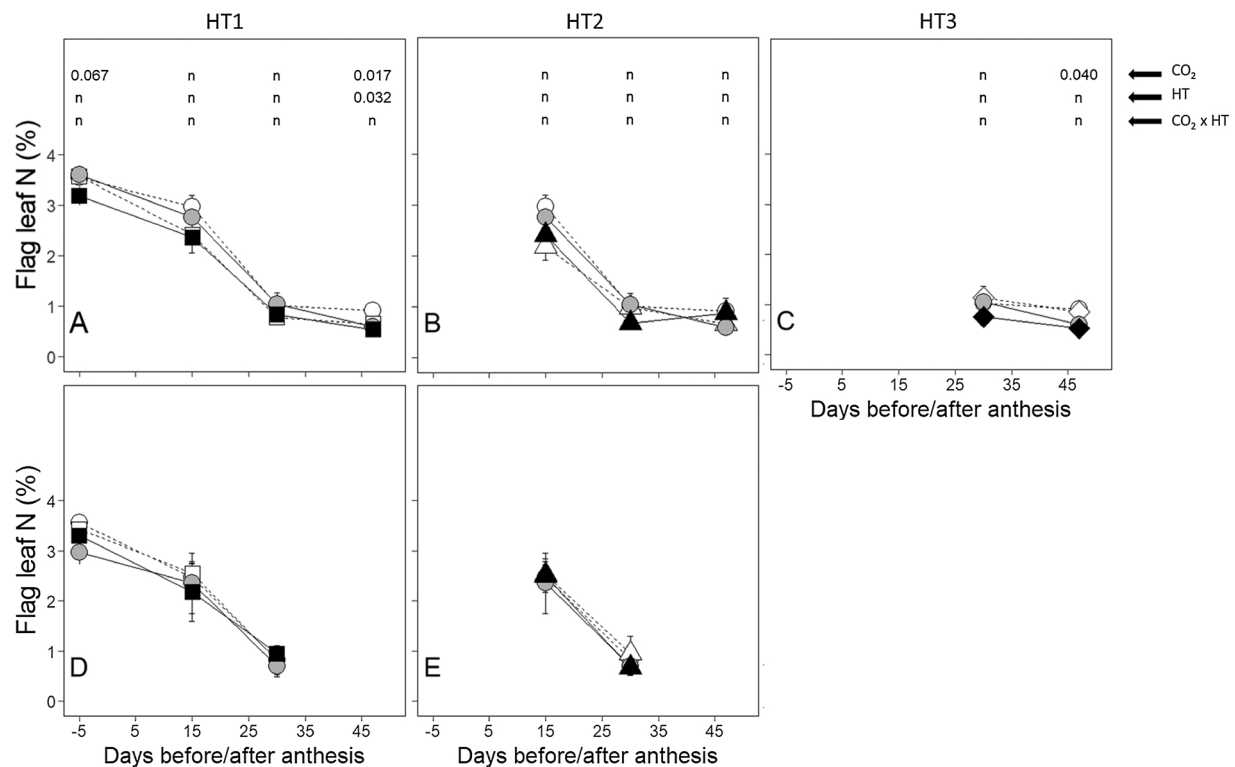 HT1 HT2 HT3
0.067 n n 0.017 n n n n 0.040 CO₂
n n n 0.032 n n n n n HT
n n n n n n n n n CO₂ x HT
Flag leaf N (%)
4
3
2
1
0
A B C
-5 5 15 25 35 45
Days before/after anthesis
Flag leaf N (%)
4
3
2
1
0
D E
-5 5 15 25 35 45 -5 5 15 25 35 45
Days before/after anthesis Days before/after anthesis